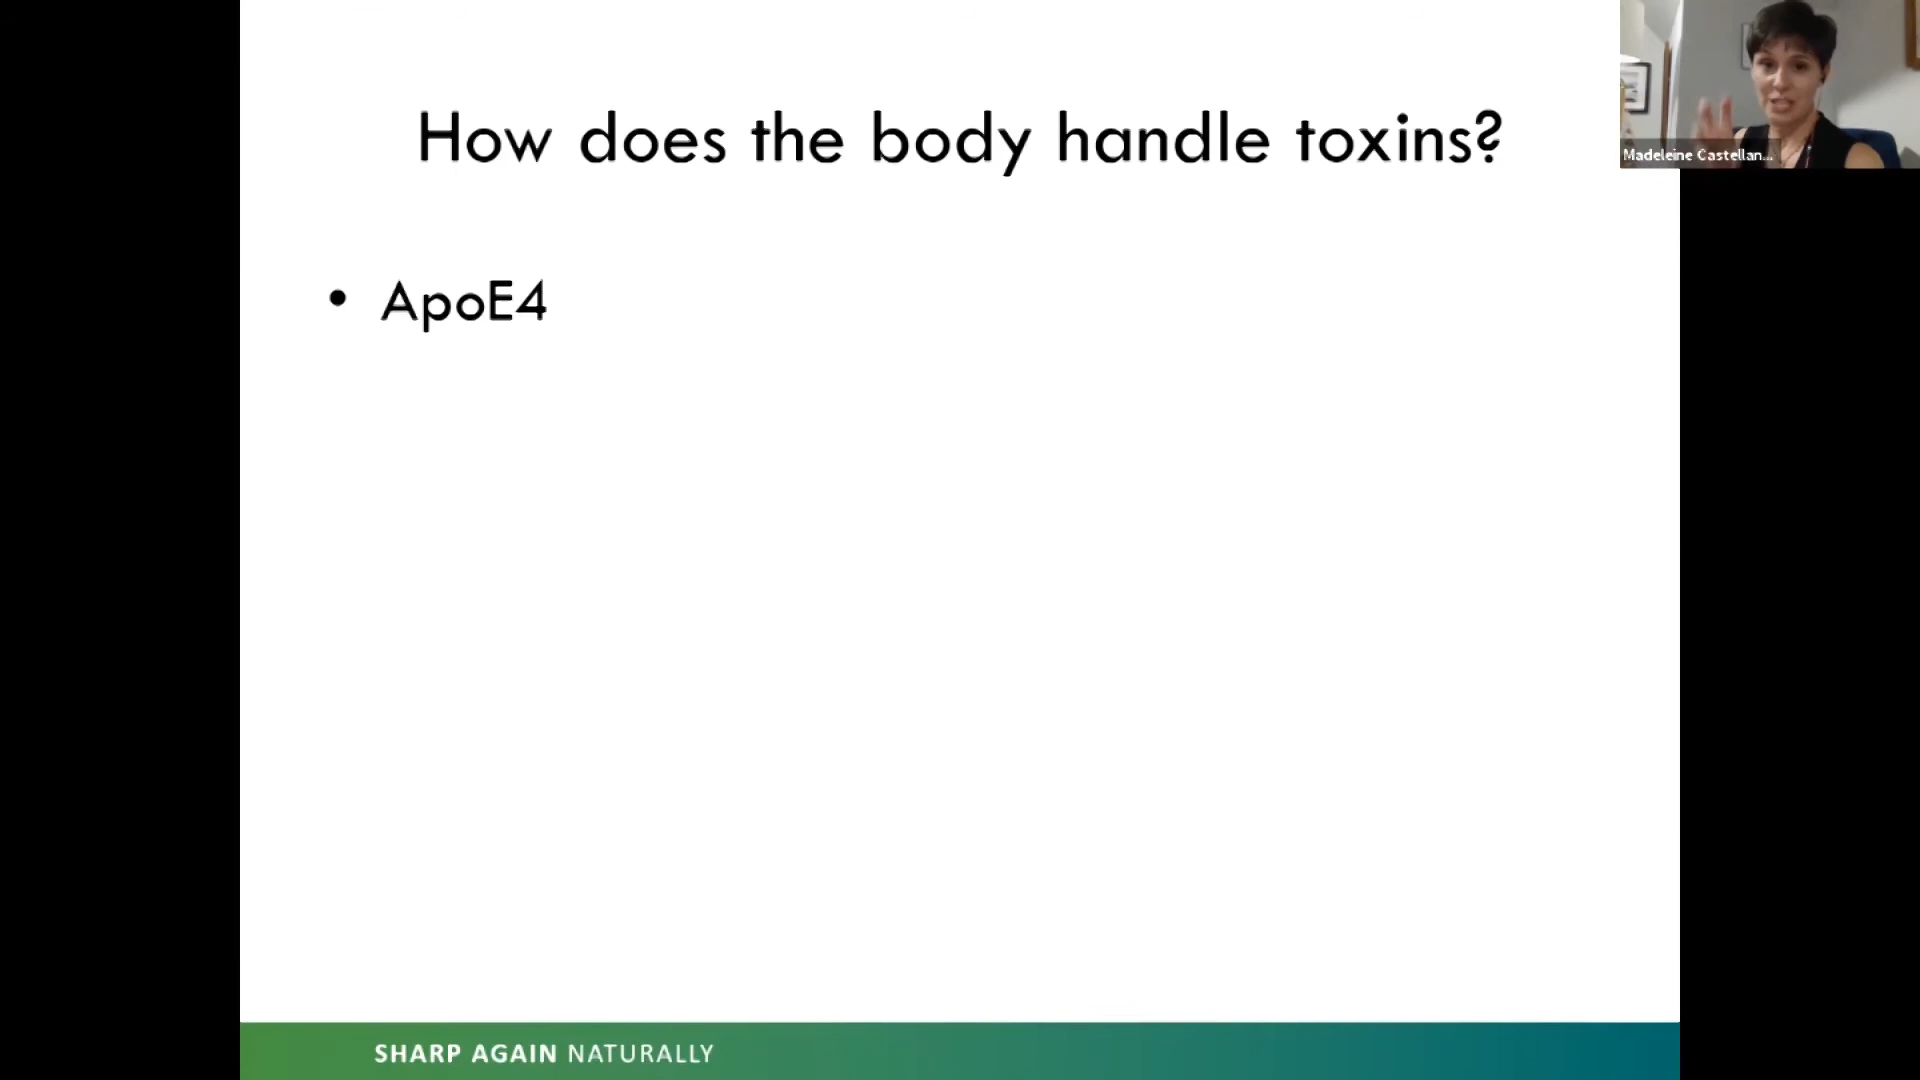 How does the body handle toxins?
Madeleine Castellan...
• ApoE4
SHARP AGAIN NATURALLY